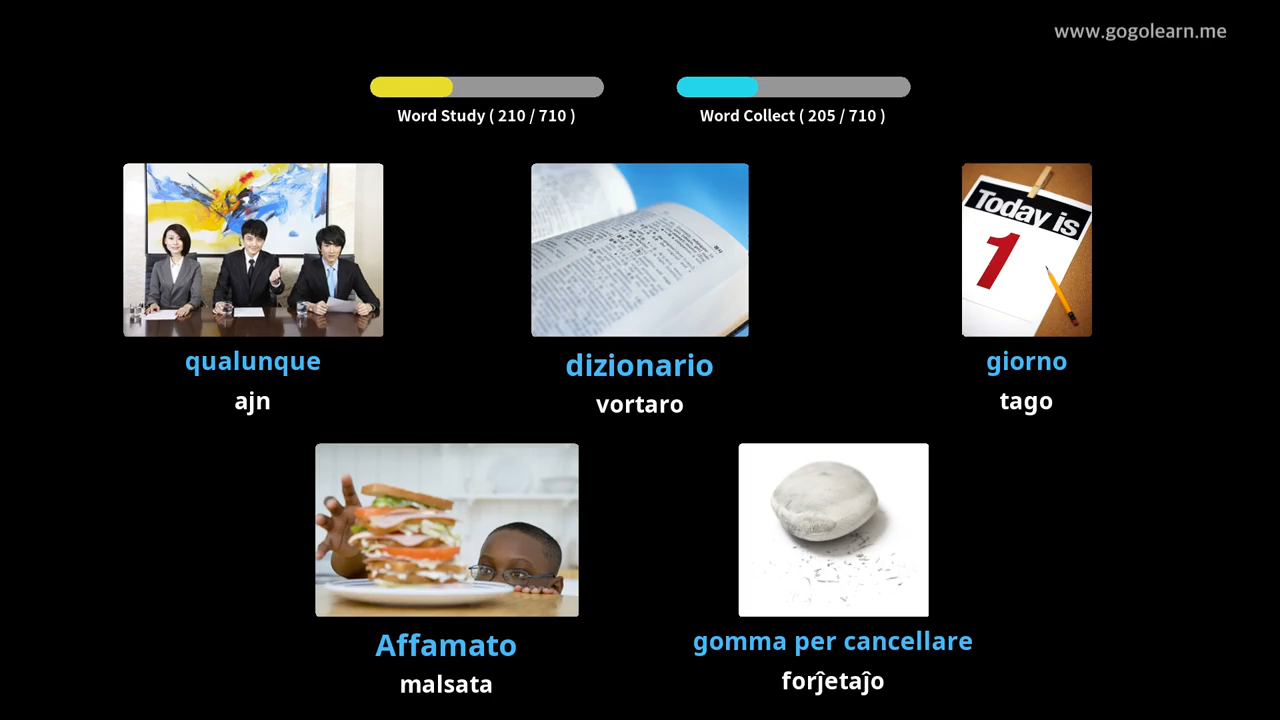 www.gogolearn.me
Word Study ( 210 / 710 )
Word Collect ( 205 / 710 )
Today is
1
qualunque
dizionario
giorno
ajn
vortaro
tago
Affamato
gomma per cancellare
malsata
forĵetaĵo